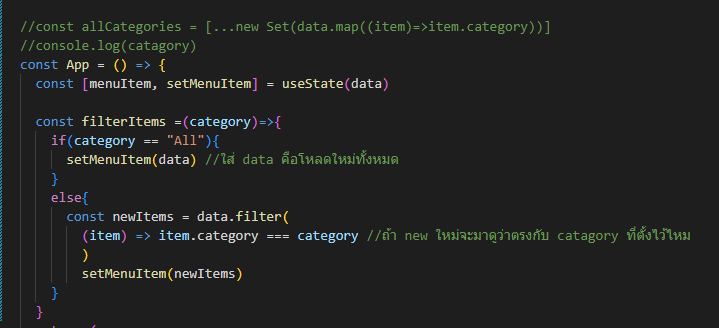 //const allCategories = [...new Set(data.map((item)=>item.category))]
//console.log(catagory)
const App = () => {
  const [menuItem, setMenuItem] = useState(data)
  const filterItems =(category)=>{
    if(category == "All"){
      setMenuItem(data) //ใส่ data คือโหลดใหม่ทั้งหมด
    }
    else{
      const newItems = data.filter(
        (item) => item.category === category //ถ้า new ใหม่จะมาดูว่าตรงกับ catagory ที่ตั้งไว้ไหม
        )
        setMenuItem(newItems)
    }
  }